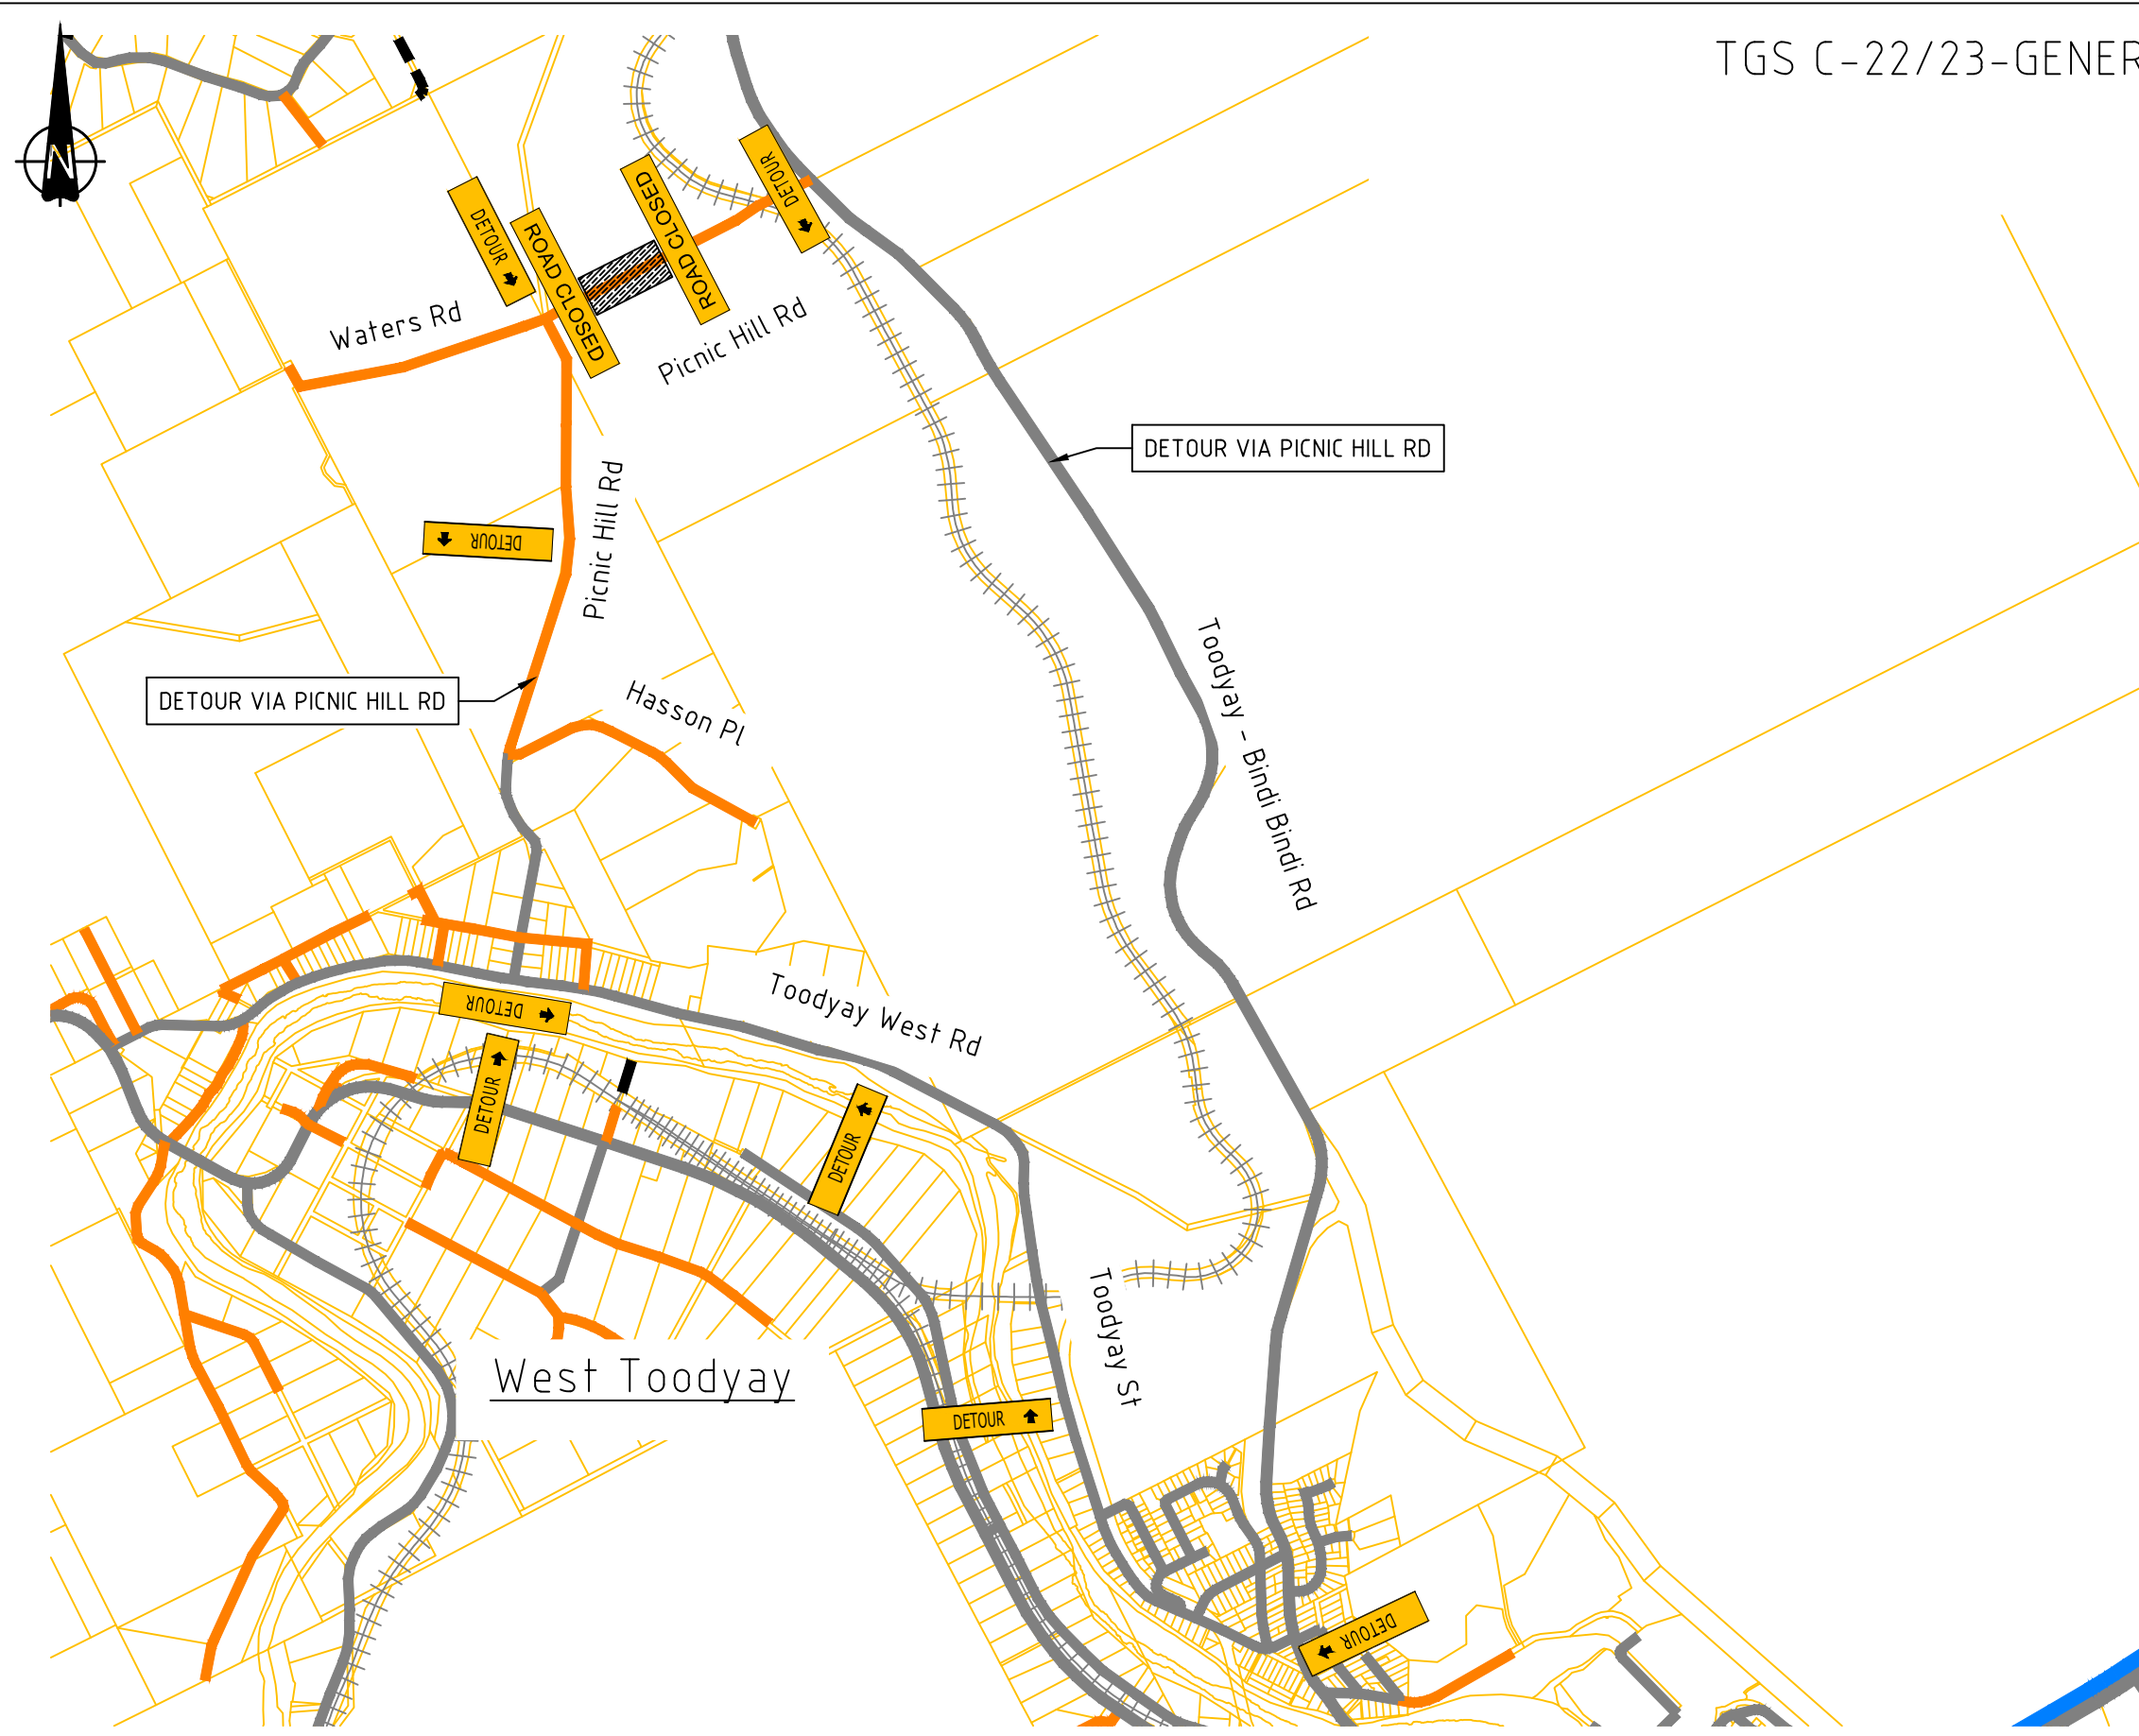 TGS C-22/23-GENER
N
DETOUR
ROAD CLOSED
DETOUR
ROAD CLOSED
Waters Rd
Picnic Hill Rd
DETOUR VIA PICNIC HILL RD
Picnic Hill Rd
DETOUR
Toodyay - Bindi Bindi Rd
DETOUR VIA PICNIC HILL RD
Hasson Pl
Toodyay West Rd
DETOUR
DETOUR
DETOUR
Toodyay St
West Toodyay
DETOUR
DETOUR